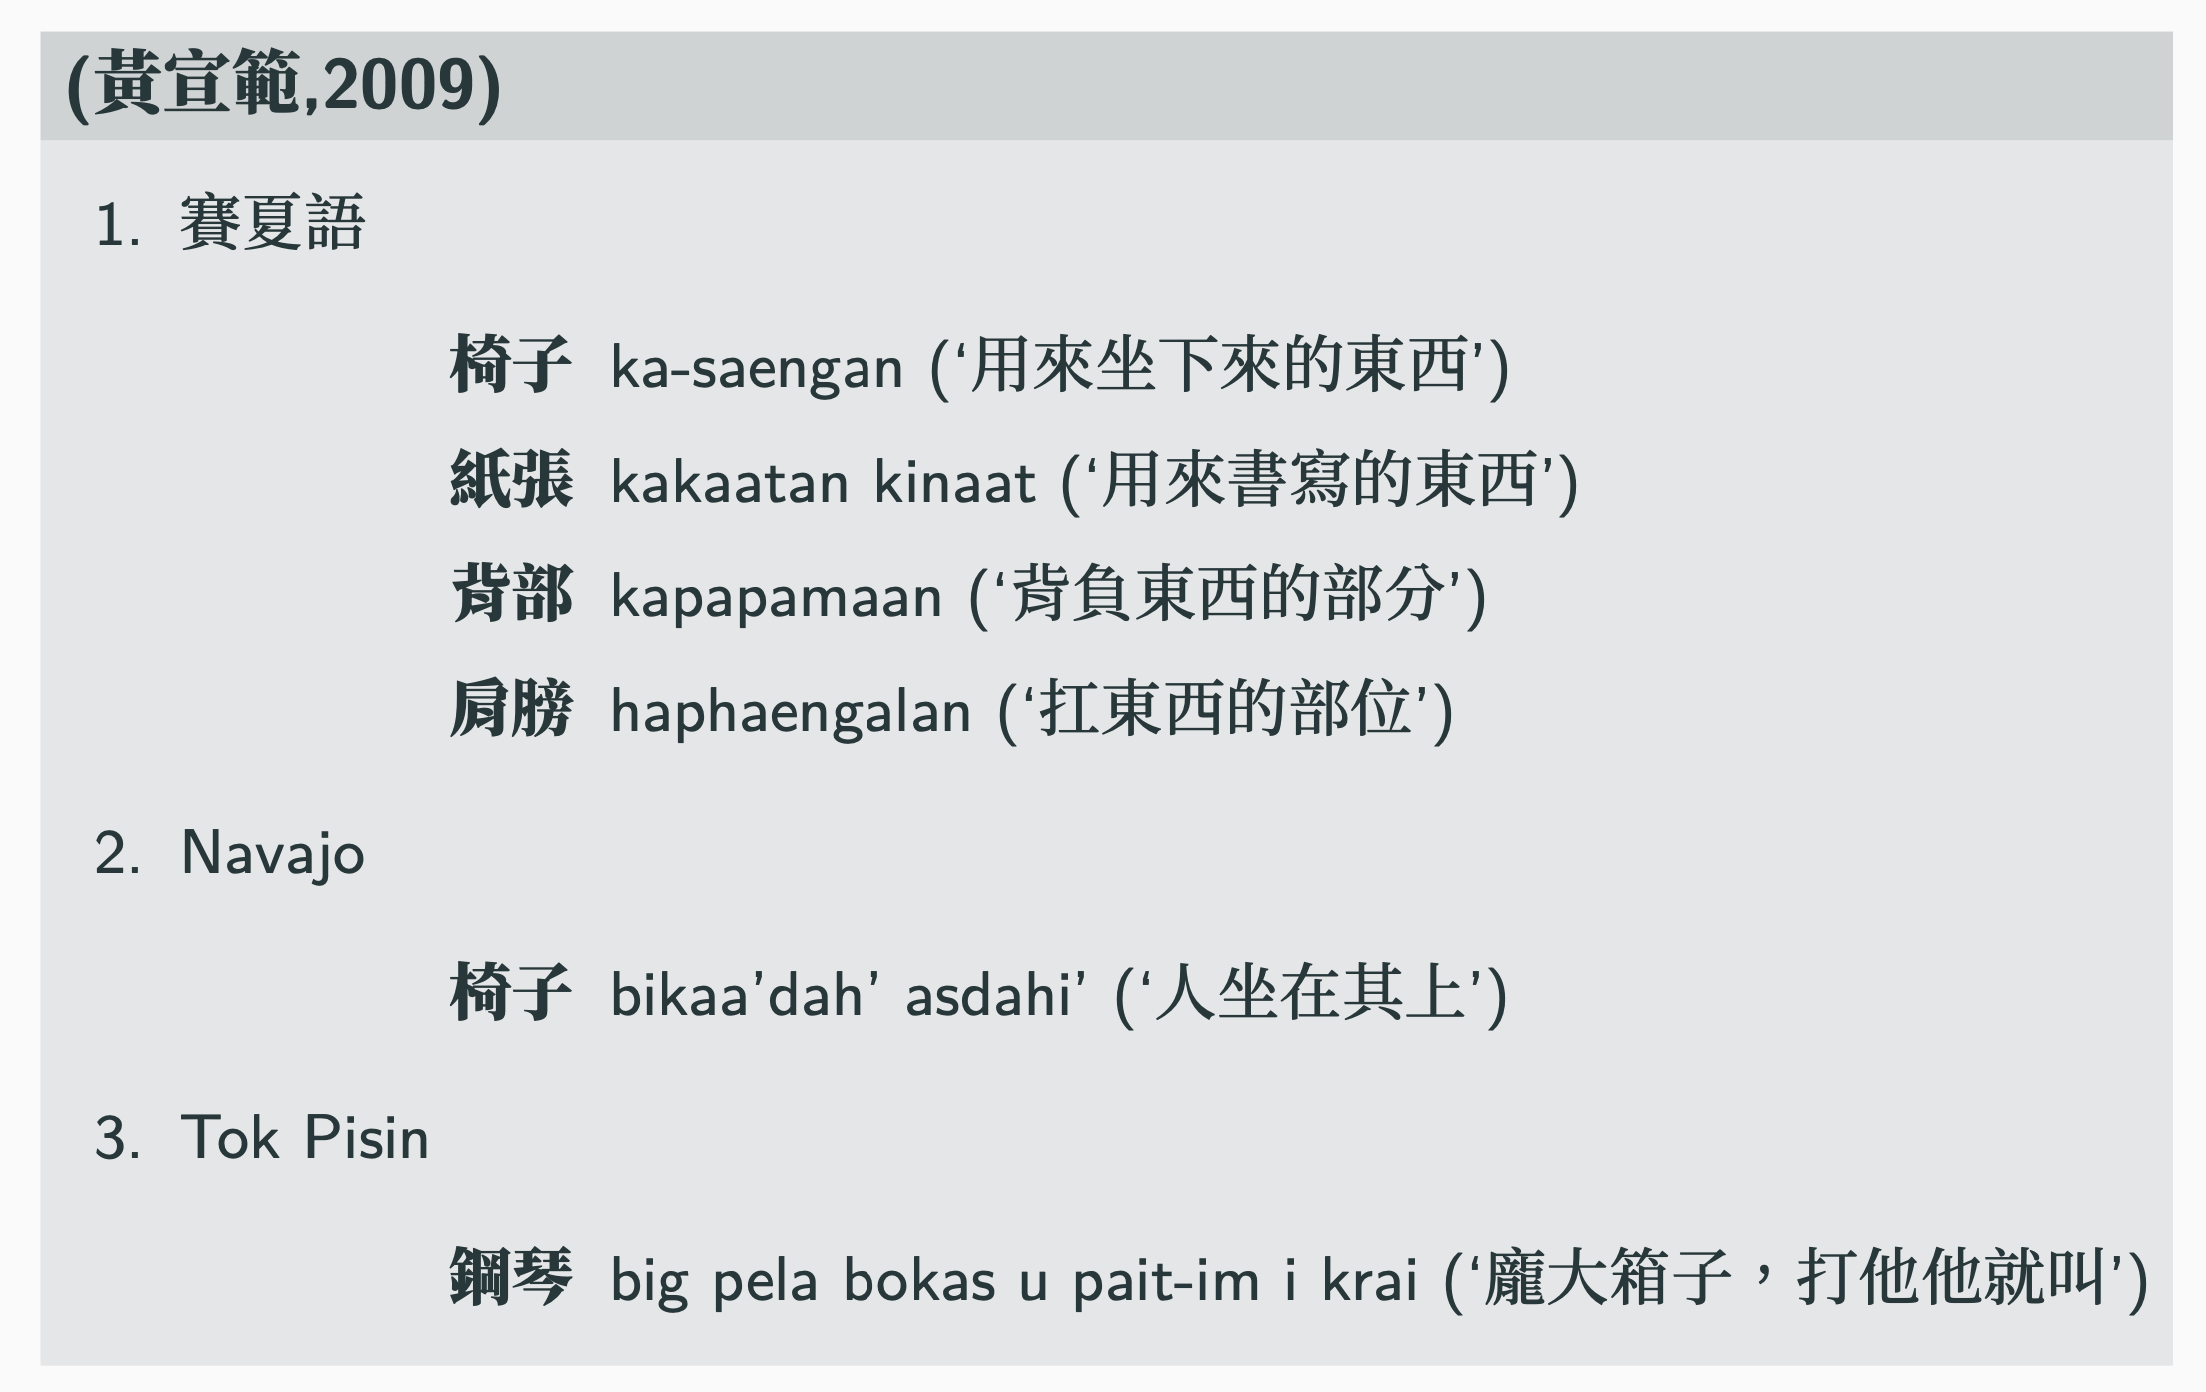 (黃宣範,2009)
1. 賽夏語
椅子 ka-saengan (‘用來坐下來的東西’)
紙張 kakaatan kinaat (‘用來書寫的東西’)
背部 kapapamaan (‘背負東西的部分’)
肩膀 haphaengalan (‘扛東西的部位’)
2. Navajo
椅子 bikaa’dah’ asdahi’ (‘人坐在其上’)
3. Tok Pisin
鋼琴 big pela bokas u pait-im i krai (‘龐大箱子，打他他就叫’)